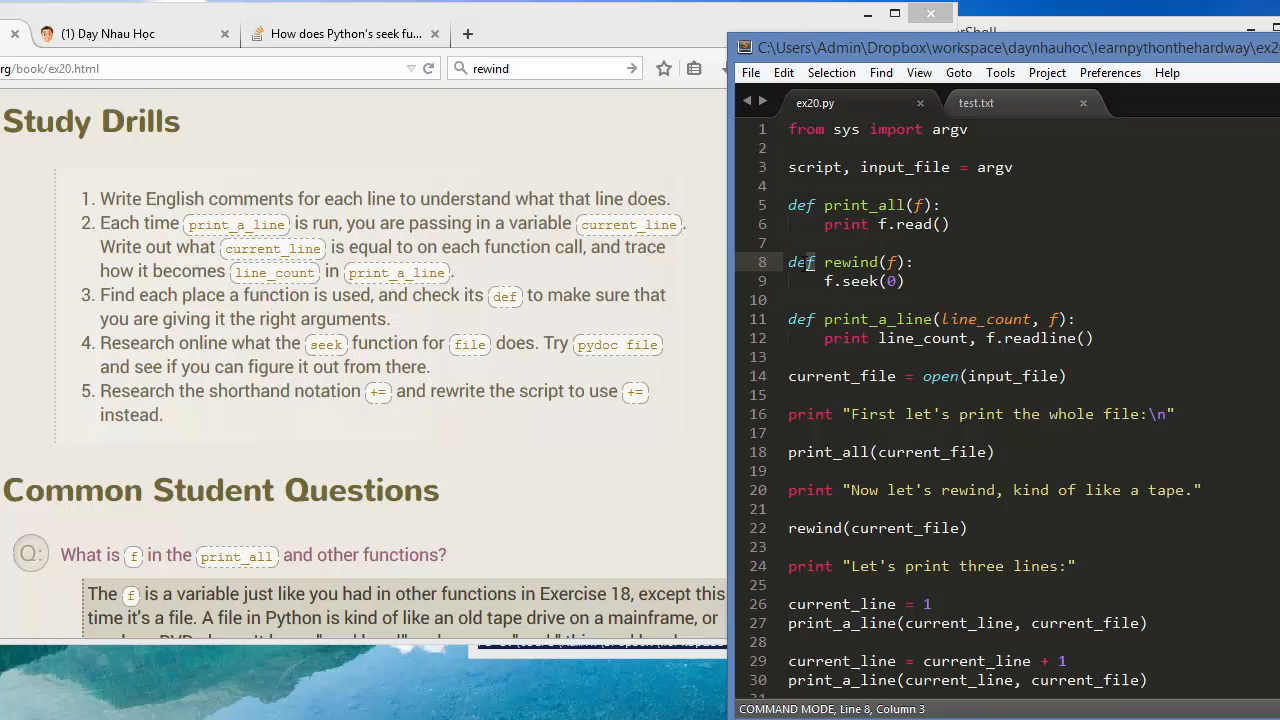 (1) Dạy Nhau Học
How does Python's seek fu...
rg/book/ex20.html
rewind
Study Drills
1. Write English comments for each line to understand what that line does.
2. Each time print_a_line is run, you are passing in a variable current_line.
Write out what current_line is equal to on each function call, and trace
how it becomes line_count in print_a_line.
3. Find each place a function is used, and check its def to make sure that
you are giving it the right arguments.
4. Research online what the seek function for file does. Try pydoc file
and see if you can figure it out from there.
5. Research the shorthand notation += and rewrite the script to use +=
instead.
Common Student Questions
Q: What is f in the print_all and other functions?
The f is a variable just like you had in other functions in Exercise 18, except this
time it's a file. A file in Python is kind of like an old tape drive on a mainframe, or
C:\Users\Admin\Dropbox\workspace\daynhauhoc\learnpythonthehardway\ex20
File Edit Selection Find View Goto Tools Project Preferences Help
ex20.py
test.txt
1 from sys import argv
2
3 script, input_file = argv
4
5 def print_all(f):
6 print f.read()
7
8 def rewind(f):
9 f.seek(0)
10
11 def print_a_line(line_count, f):
12 print line_count, f.readline()
13
14 current_file = open(input_file)
15
16 print "First let's print the whole file:\n"
17
18 print_all(current_file)
19
20 print "Now let's rewind, kind of like a tape."
21
22 rewind(current_file)
23
24 print "Let's print three lines:"
25
26 current_line = 1
27 print_a_line(current_line, current_file)
28
29 current_line = current_line + 1
30 print_a_line(current_line, current_file)
COMMAND MODE, Line 8, Column 3